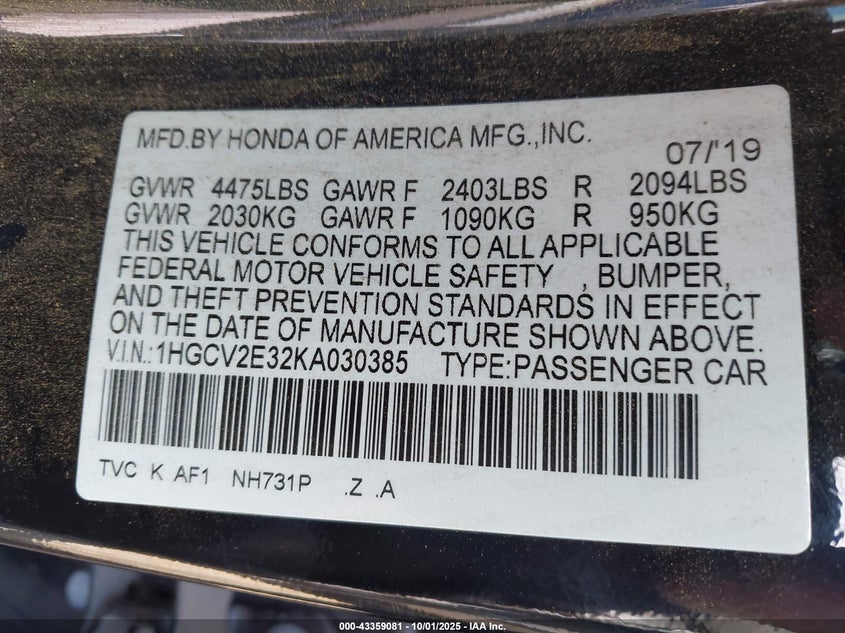 MFD.BY HONDA OF AMERICA MFG.,INC. 07/'19
GVWR 4475LBS GAWR F 2403LBS R 2094LBS
GVWR 2030KG GAWR F 1090KG R 950KG
THIS VEHICLE CONFORMS TO ALL APPLICABLE
FEDERAL MOTOR VEHICLE SAFETY , BUMPER,
AND THEFT PREVENTION STANDARDS IN EFFECT
ON THE DATE OF MANUFACTURE SHOWN ABOVE.
V.I.N.:1HGCV2E32KA030385 TYPE:PASSENGER CAR
TVC K AF1 NH731P .Z .A
000-43359081 - 10/01/2025 - IAA Inc.